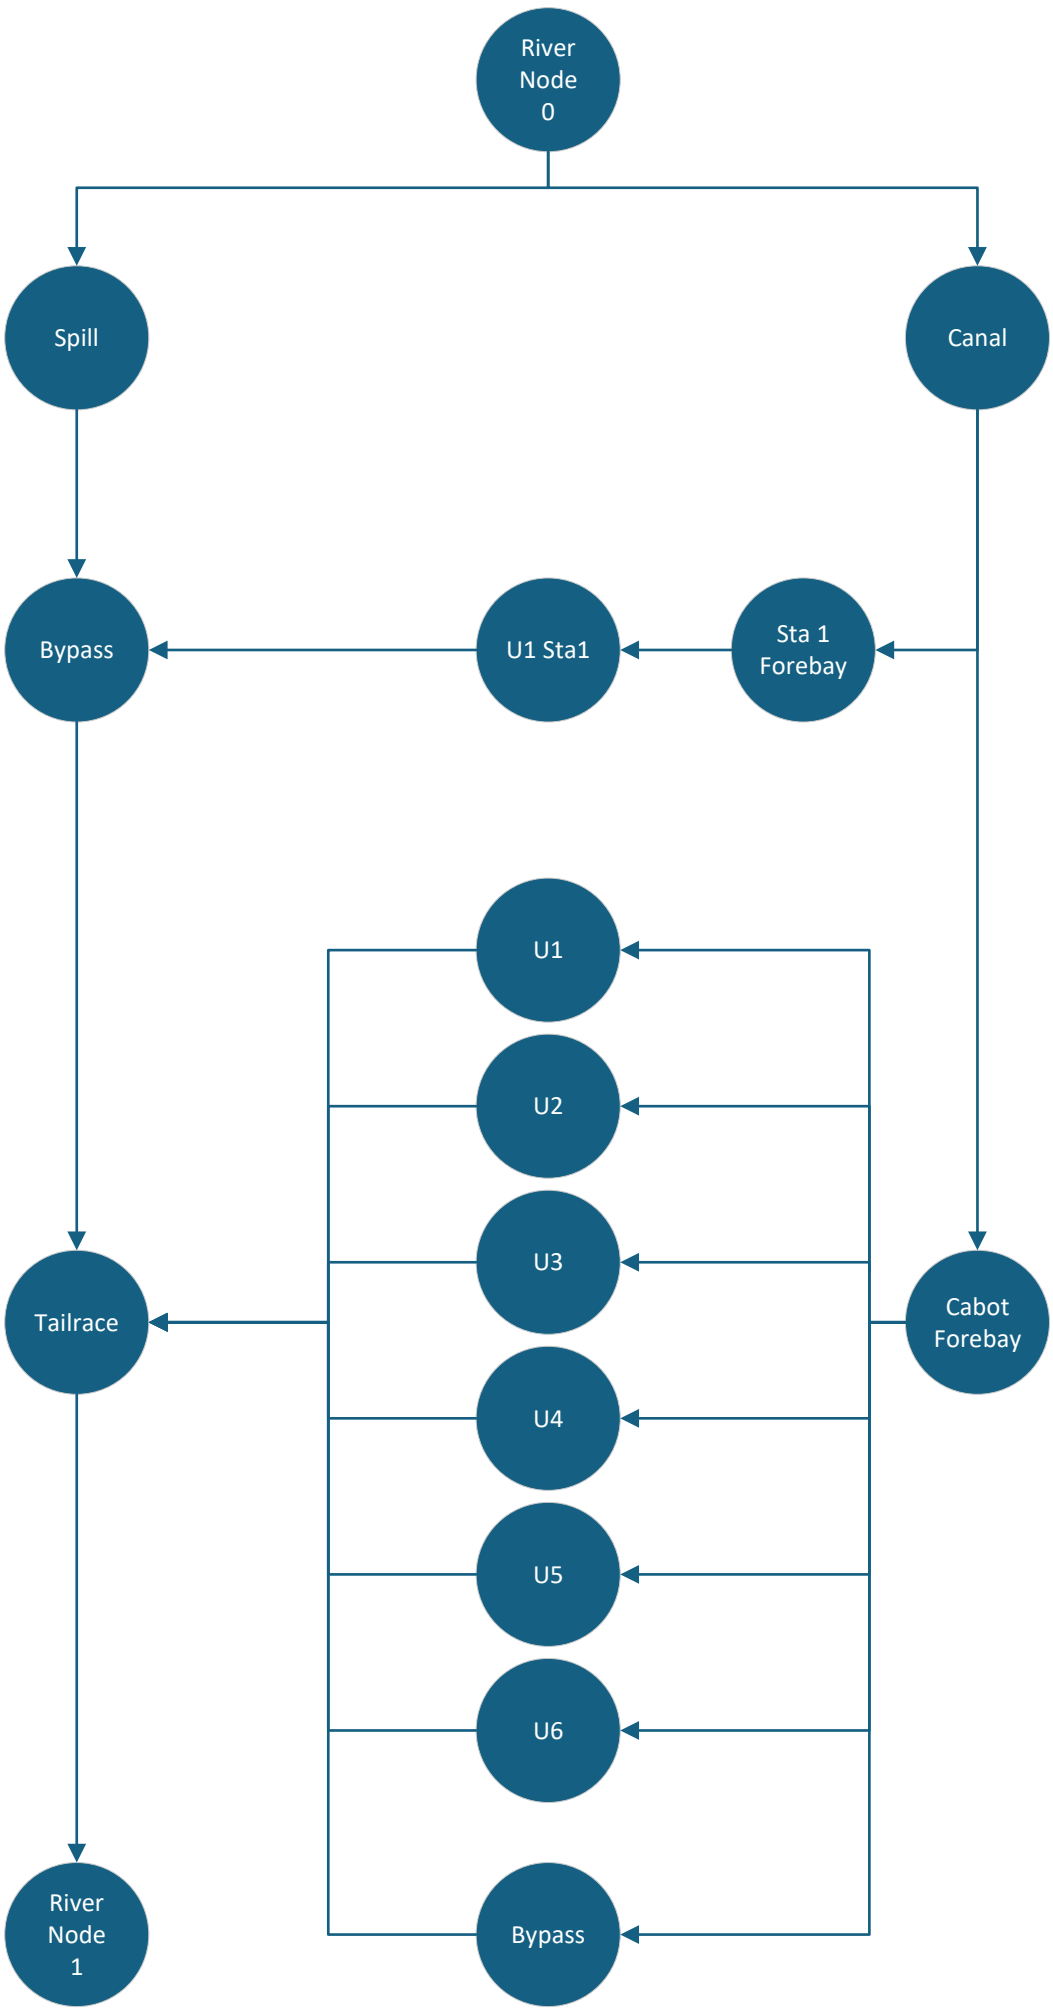 River
Node
0
Spill
Canal
Bypass
U1 Sta1
Sta 1
Forebay
U1
U2
U3
Tailrace
Cabot
Forebay
U4
U5
U6
River
Node
1
Bypass